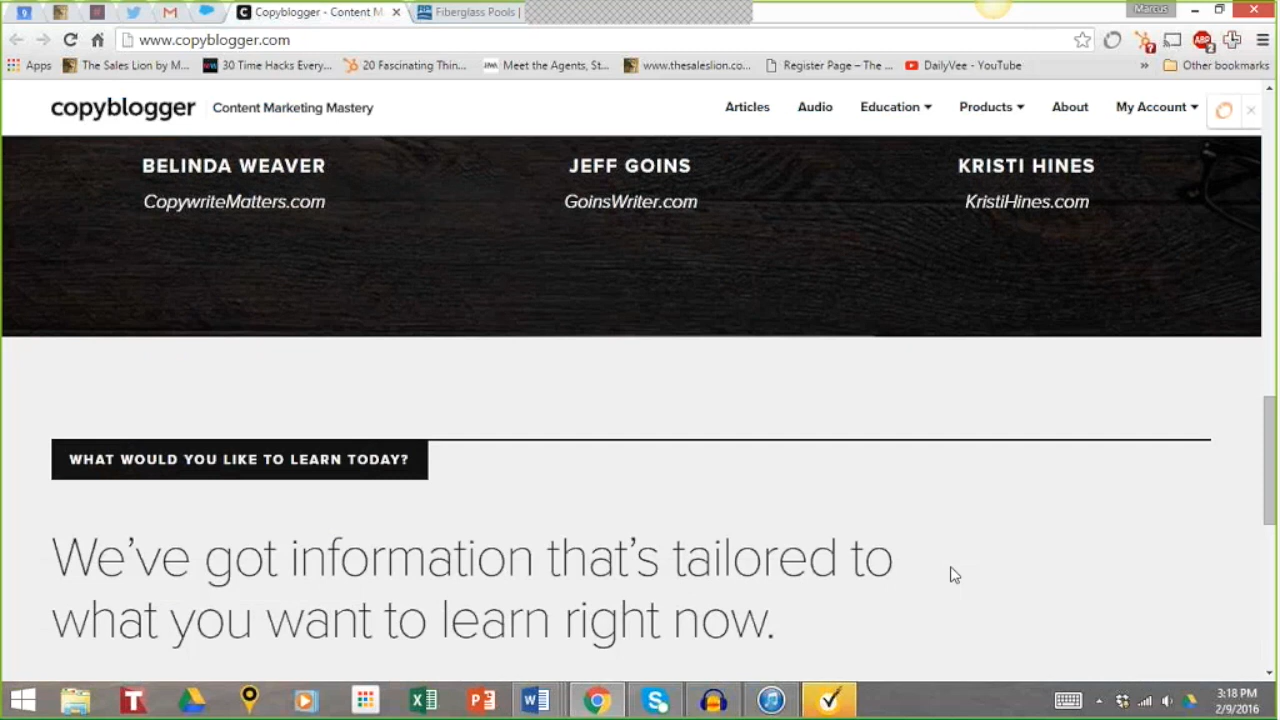 Copyblogger - Content M
Fiberglass Pools |
Marcus
www.copyblogger.com
Apps
The Sales Lion by M...
30 Time Hacks Every...
20 Fascinating Thin...
Meet the Agents, St...
www.thesaleslion.co...
Register Page – The ...
DailyVee - YouTube
»
Other bookmarks
copyblogger
Content Marketing Mastery
Articles
Audio
Education
Products
About
My Account
BELINDA WEAVER
JEFF GOINS
KRISTI HINES
CopywriteMatters.com
GoinsWriter.com
KristiHines.com
WHAT WOULD YOU LIKE TO LEARN TODAY?
We've got information that's tailored to
what you want to learn right now.
3:18 PM
2/9/2016